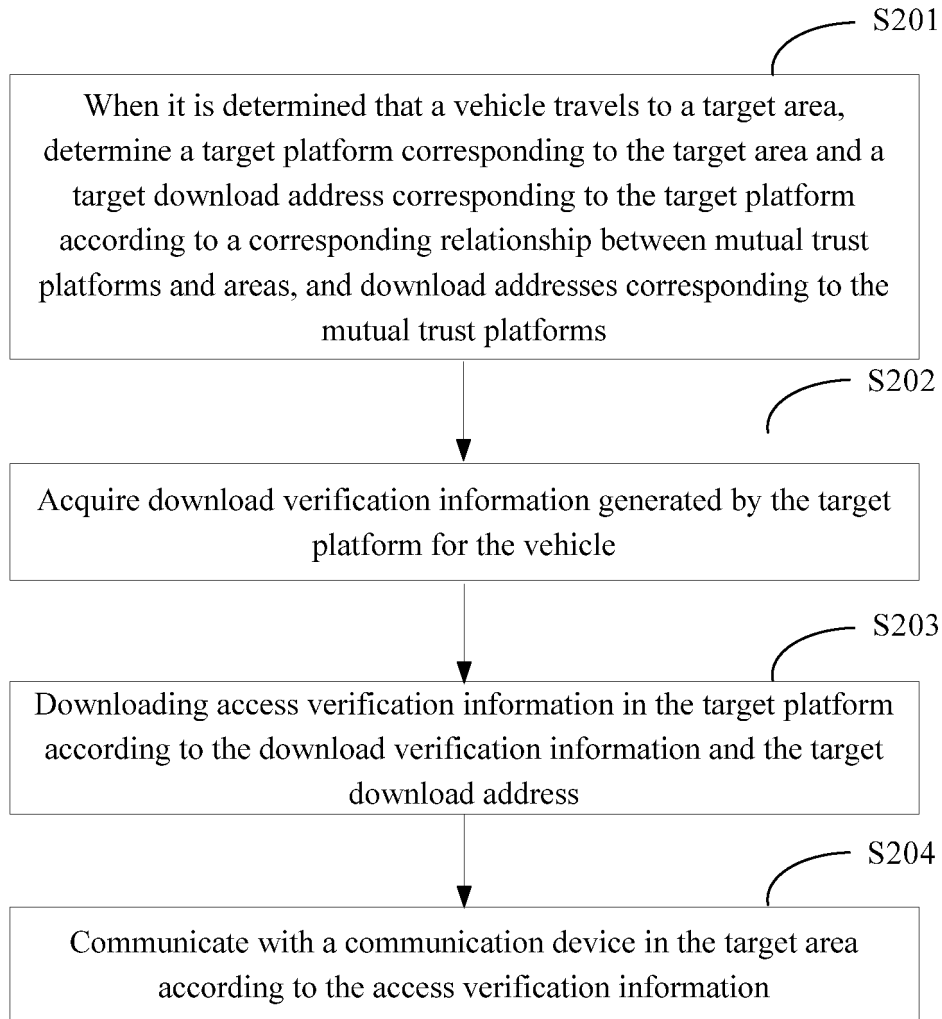 S201
When it is determined that a vehicle travels to a target area,
determine a target platform corresponding to the target area and a
target download address corresponding to the target platform
according to a corresponding relationship between mutual trust
platforms and areas, and download addresses corresponding to the
mutual trust platforms
S202
Acquire download verification information generated by the target
platform for the vehicle
S203
Downloading access verification information in the target platform
according to the download verification information and the target
download address
S204
Communicate with a communication device in the target area
according to the access verification information